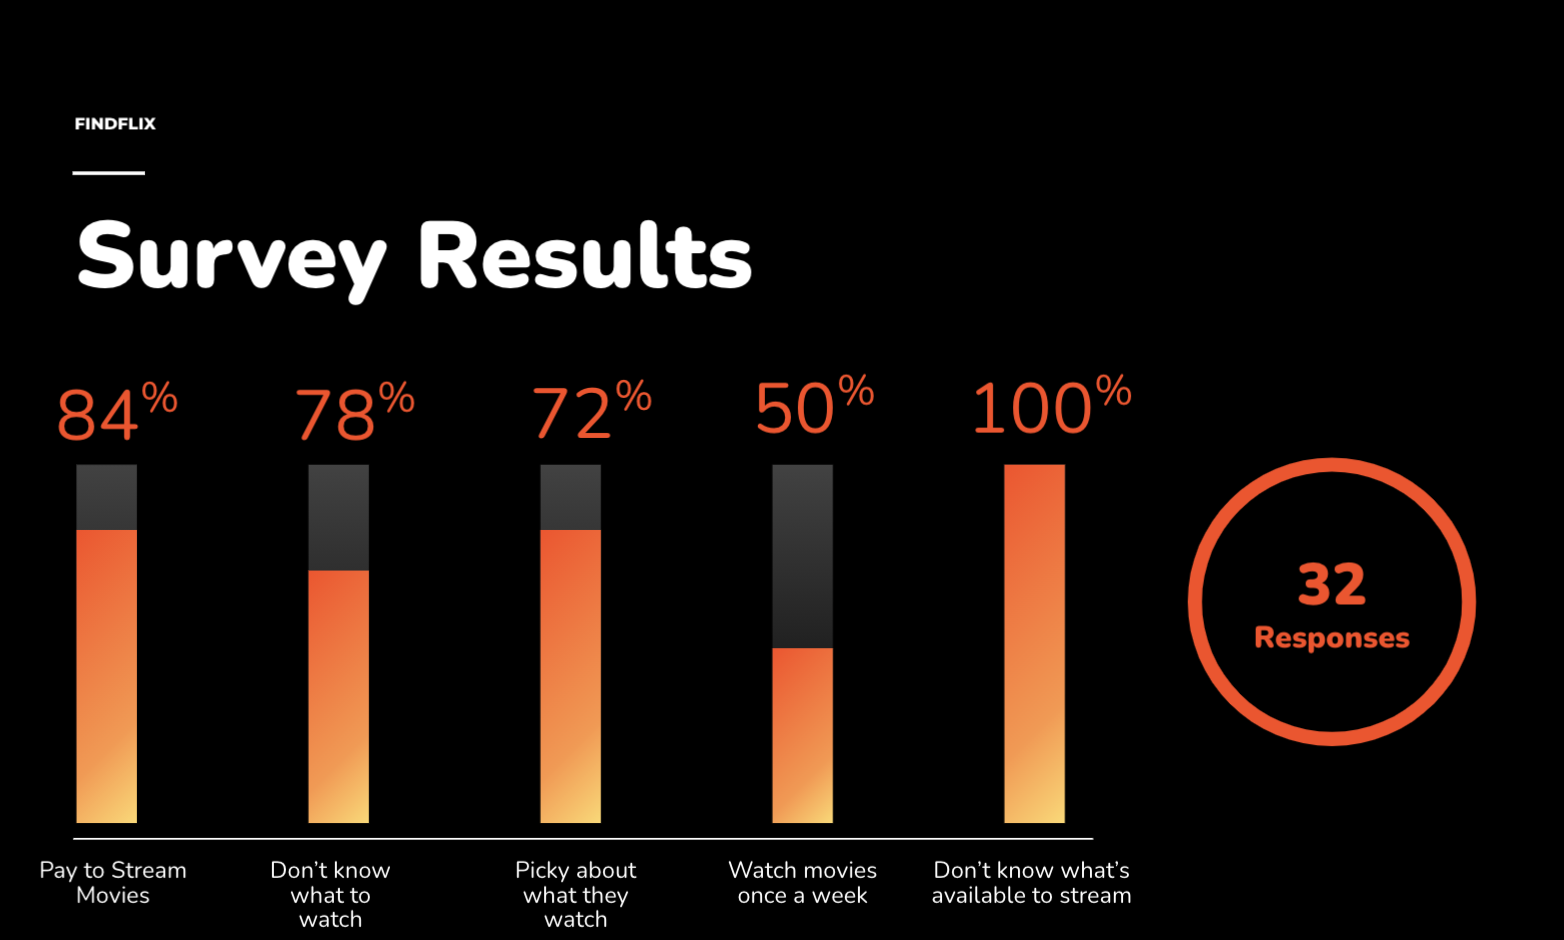 FINDFLIX
Survey Results
84%
78%
72%
50%
100%
32
Responses
Pay to Stream
Movies
Don't know
what to
watch
Picky about
what they
watch
Watch movies
once a week
Don't know what's
available to stream